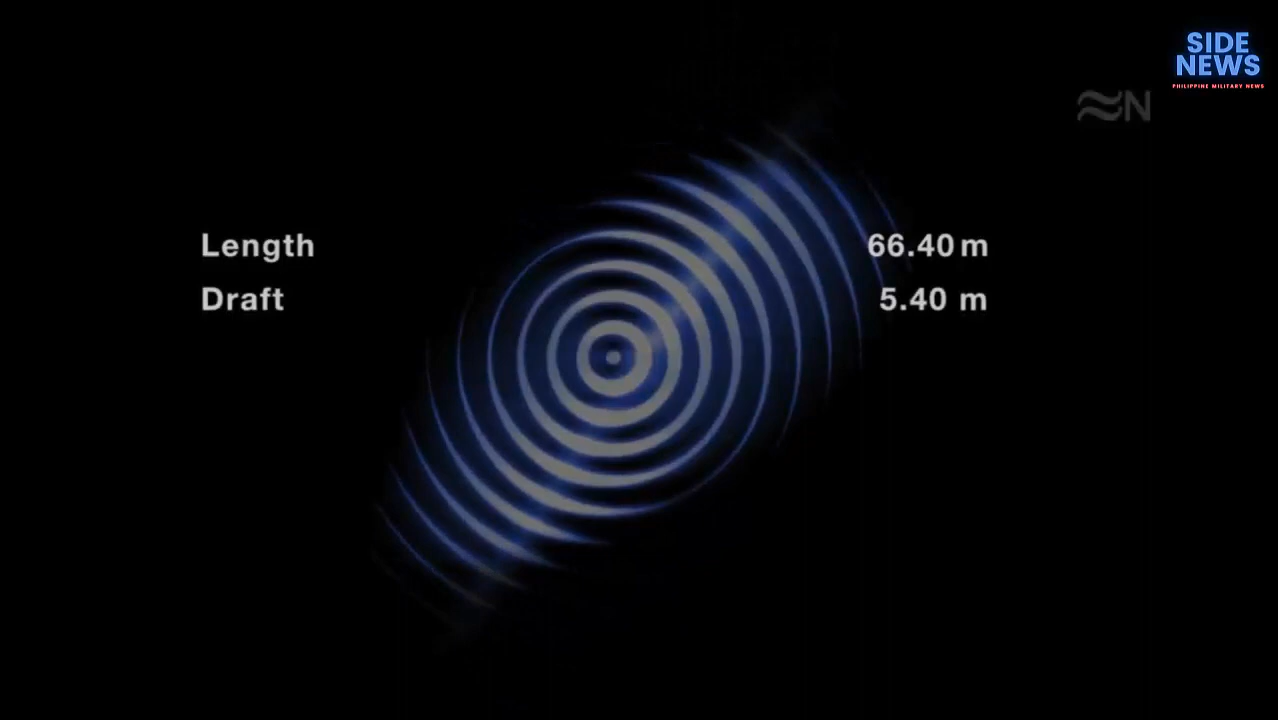 SIDE
NEWS
PHILIPPINE MILITARY NEWS
≈N
Length 66.40 m
Draft 5.40 m